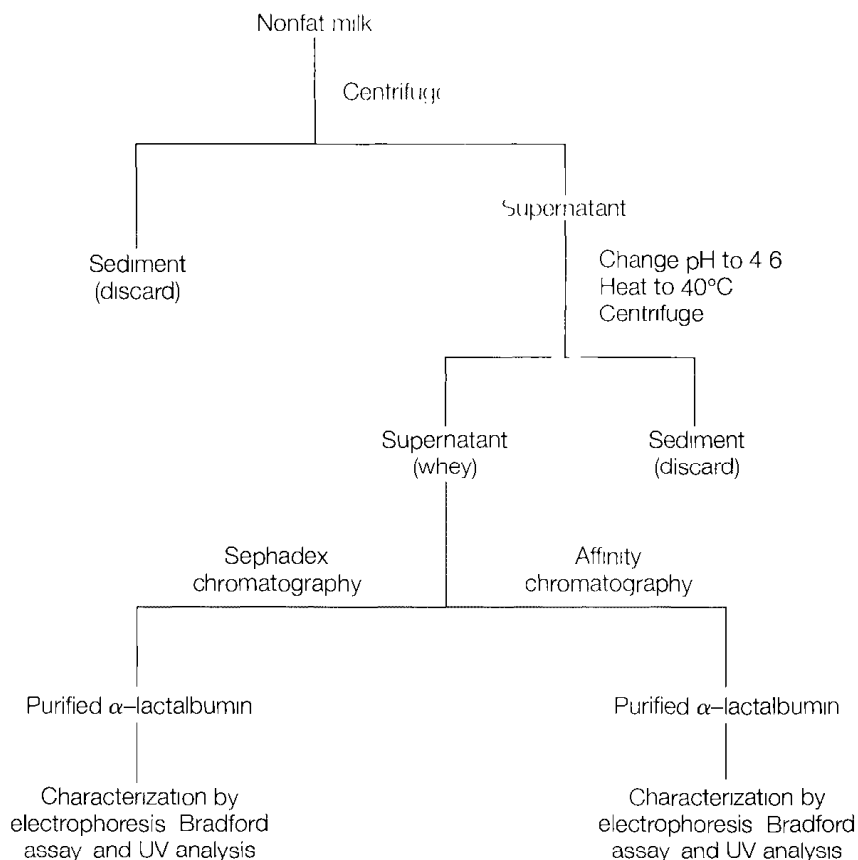 Nonfat milk
Centrifuge
Supernatant
Sediment
(discard)
Change pH to 4 6
Heat to 40°C
Centrifuge
Supernatant
(whey)
Sediment
(discard)
Sephadex
chromatography
Affinity
chromatography
Purified α–lactalbumin
Purified α–lactalbumin
Characterization by
electrophoresis Bradford
assay and UV analysis
Characterization by
electrophoresis Bradford
assay and UV analysis